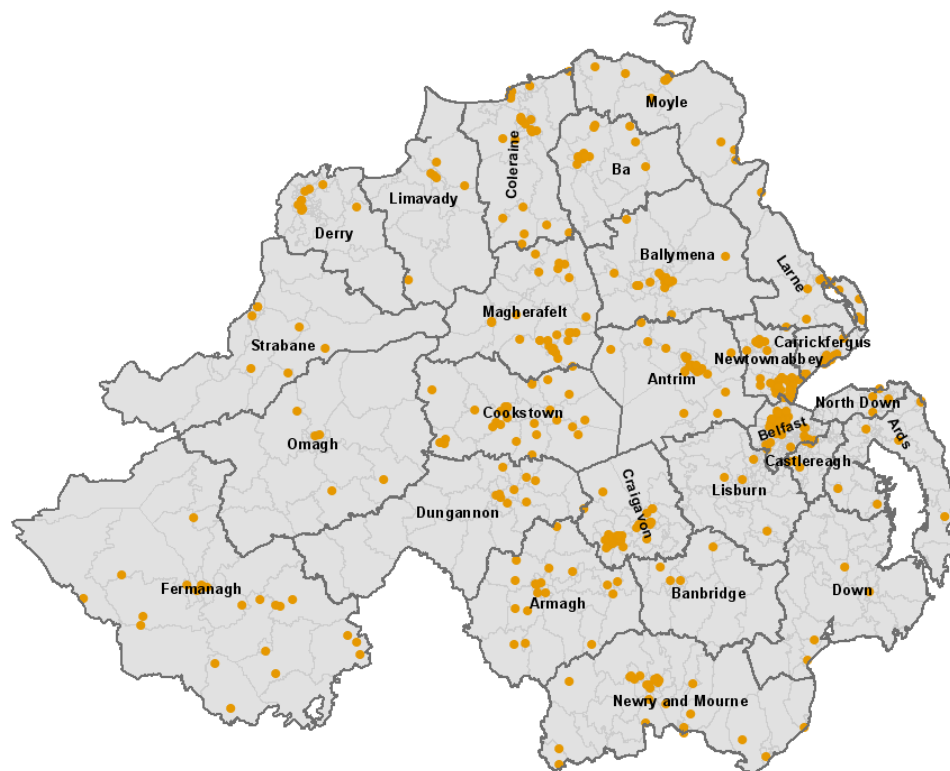 Moyle
Coleraine
Ba
Limavady
Derry
Ballymena
Larne
Magherafelt
Strabane
Carrickfergus
Newtownabbey
Antrim
North Down
Cookstown
Belfast
Ards
Omagh
Castlereagh
Craigavon
Lisburn
Dungannon
Fermanagh
Armagh
Banbridge
Down
Newry and Mourne